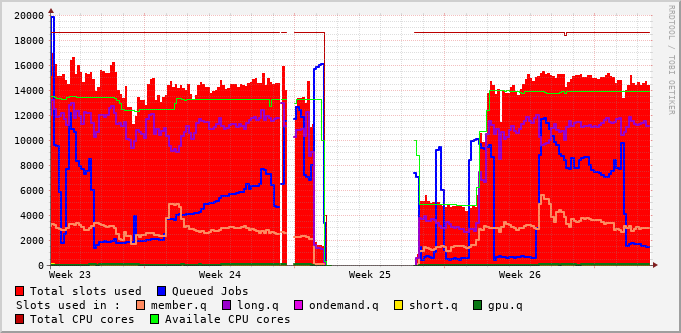 20000
18000
16000
14000
12000
10000
8000
6000
4000
2000
0
Week 23 Week 24 Week 25 Week 26
RRDTOOL / TOBI OETIKER
Total slots used Queued Jobs
Slots used in : member.q long.q ondemand.q short.q gpu.q
Total CPU cores Availale CPU cores